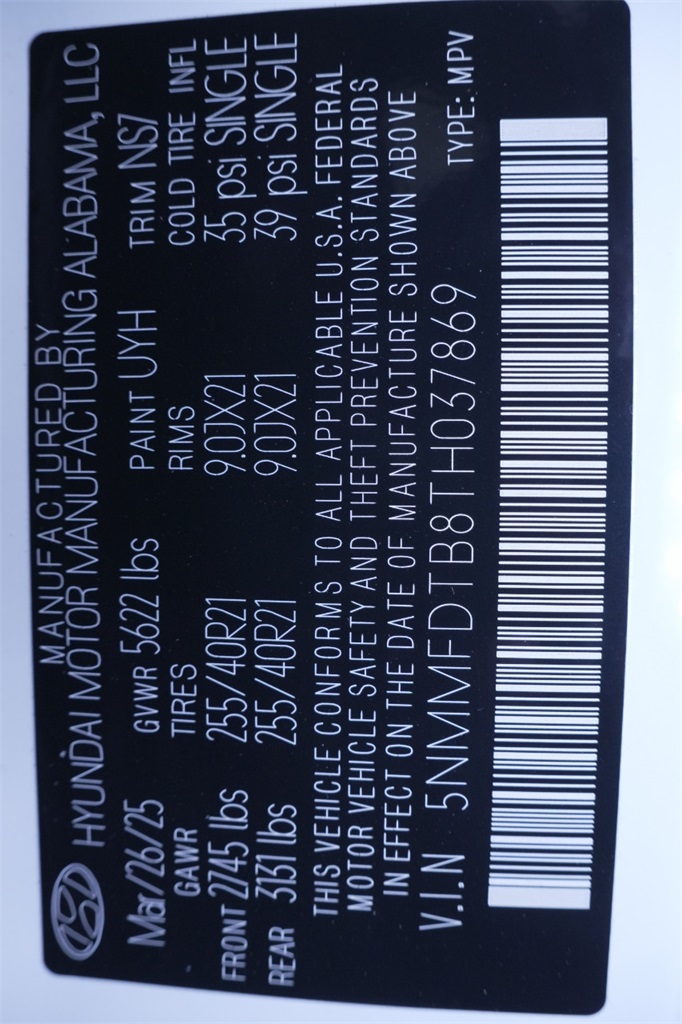 MANUFACTURED BY
HYUNDAI MOTOR MANUFACTURING ALABAMA, LLC
Mar/26/25 GVWR 5622 lbs PAINT UYH TRIM NS7
GAWR TIRES RIMS COLD TIRE INFL
FRONT 2745 lbs 255/40R21 9.0JX21 35 psi SINGLE
REAR 3131 lbs 255/40R21 9.0JX21 39 psi SINGLE
THIS VEHICLE CONFORMS TO ALL APPLICABLE U.S.A. FEDERAL
MOTOR VEHICLE SAFETY AND THEFT PREVENTION STANDARDS
IN EFFECT ON THE DATE OF MANUFACTURE SHOWN ABOVE
V.I.N 5NMMFDTB8TH037869 TYPE: MPV